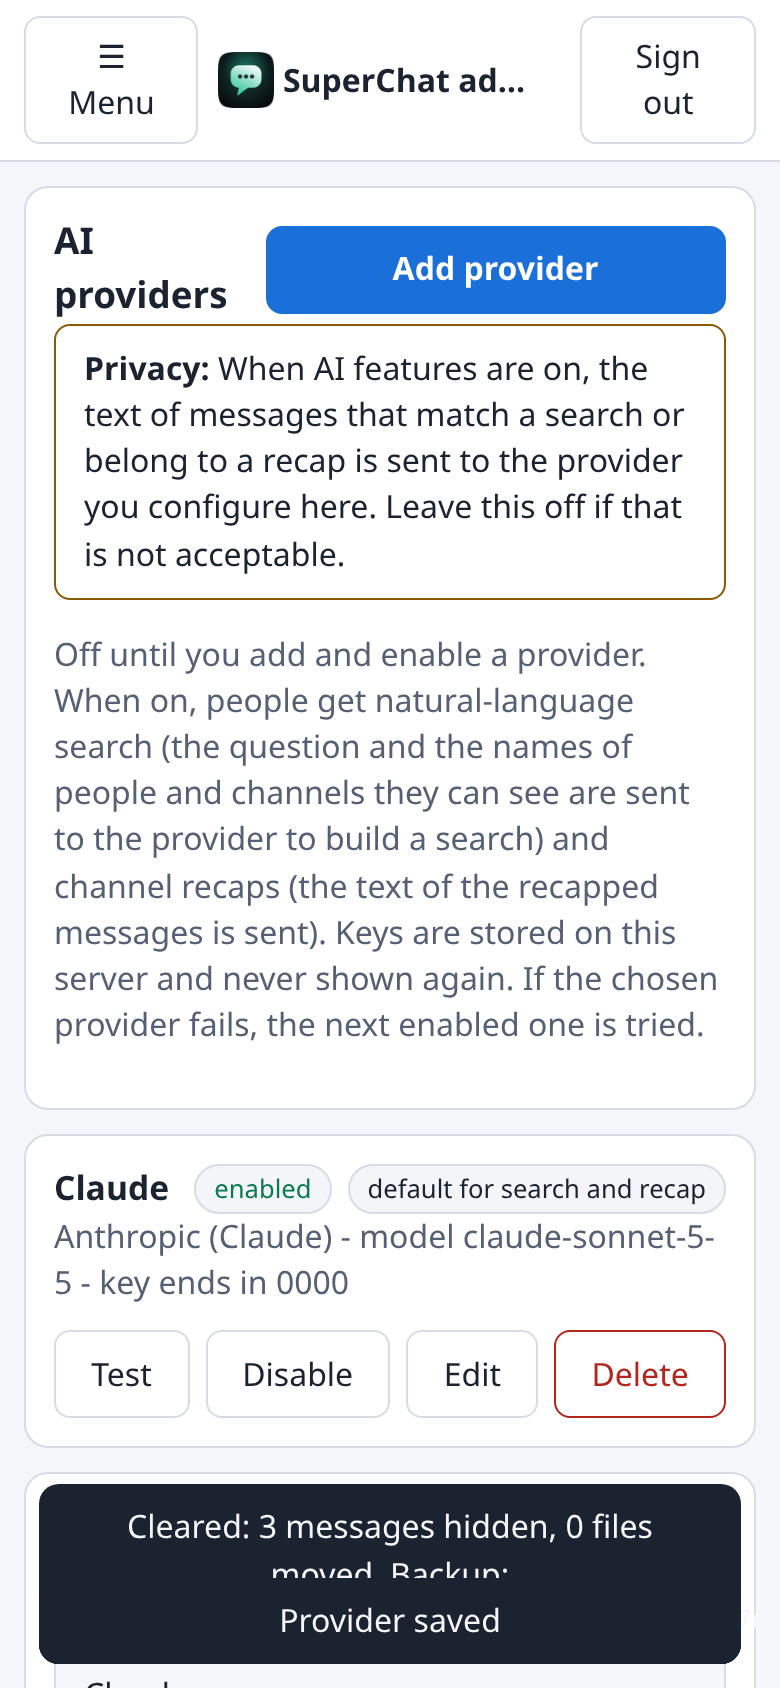 ☰
Menu
SuperChat ad...
Sign
out
AI
providers
Add provider
Privacy: When AI features are on, the
text of messages that match a search or
belong to a recap is sent to the provider
you configure here. Leave this off if that
is not acceptable.
Off until you add and enable a provider.
When on, people get natural-language
search (the question and the names of
people and channels they can see are sent
to the provider to build a search) and
channel recaps (the text of the recapped
messages is sent). Keys are stored on this
server and never shown again. If the chosen
provider fails, the next enabled one is tried.
Claude enabled default for search and recap
Anthropic (Claude) - model claude-sonnet-5-
5 - key ends in 0000
Test Disable Edit Delete
Cleared: 3 messages hidden, 0 files
moved. Backup:
Provider saved